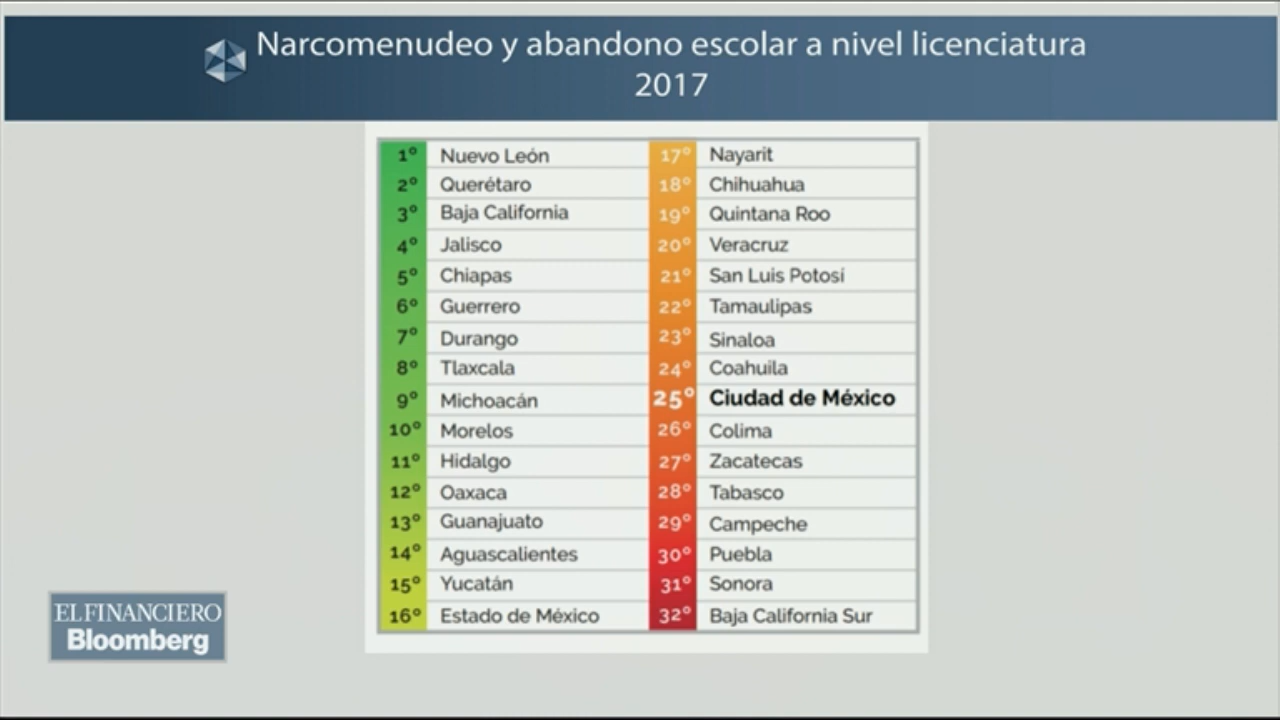 Narcomenudeo y abandono escolar a nivel licenciatura
2017
1° Nuevo León
2° Querétaro
3° Baja California
4° Jalisco
5° Chiapas
6° Guerrero
7° Durango
8° Tlaxcala
9° Michoacán
10° Morelos
11° Hidalgo
12° Oaxaca
13° Guanajuato
14° Aguascalientes
15° Yucatán
16° Estado de México
17° Nayarit
18° Chihuahua
19° Quintana Roo
20° Veracruz
21° San Luis Potosí
22° Tamaulipas
23° Sinaloa
24° Coahuila
25° Ciudad de México
26° Colima
27° Zacatecas
28° Tabasco
29° Campeche
30° Puebla
31° Sonora
32° Baja California Sur
EL FINANCIERO
Bloomberg